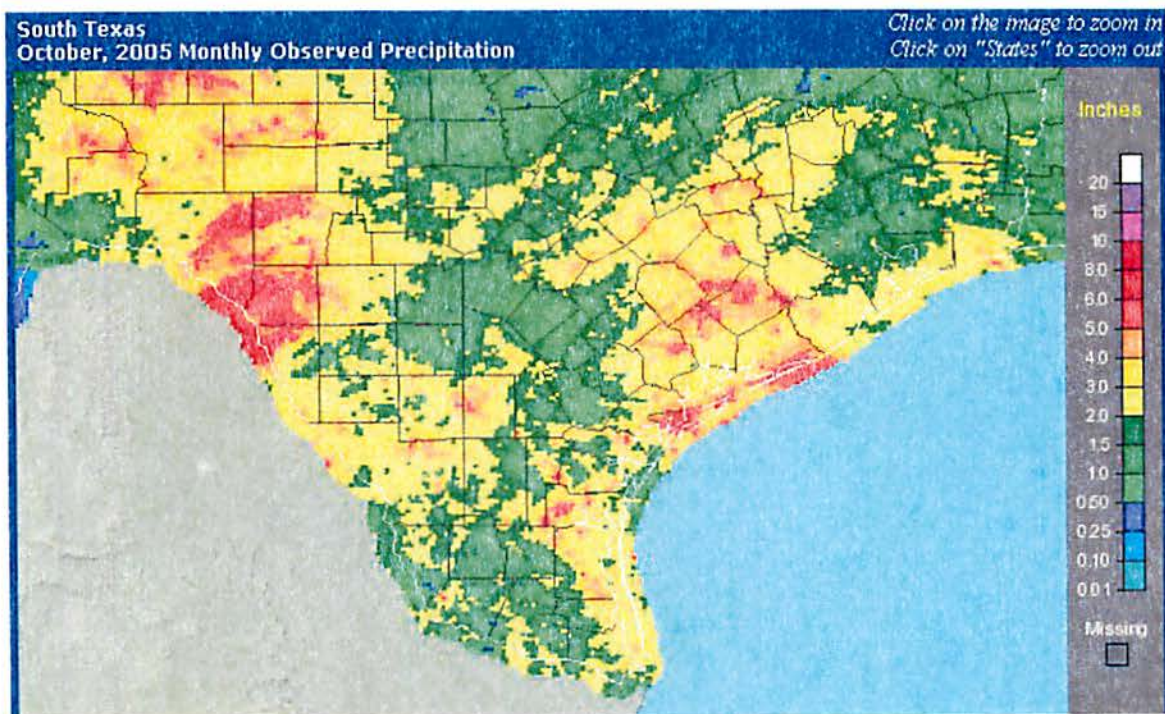 South Texas
October, 2005 Monthly Observed Precipitation
Click on the image to zoom in
Click on "States" to zoom out
Inches
20
15
10
8.0
6.0
5.0
4.0
3.0
2.0
1.5
1.0
0.50
0.25
0.10
0.01
Missing